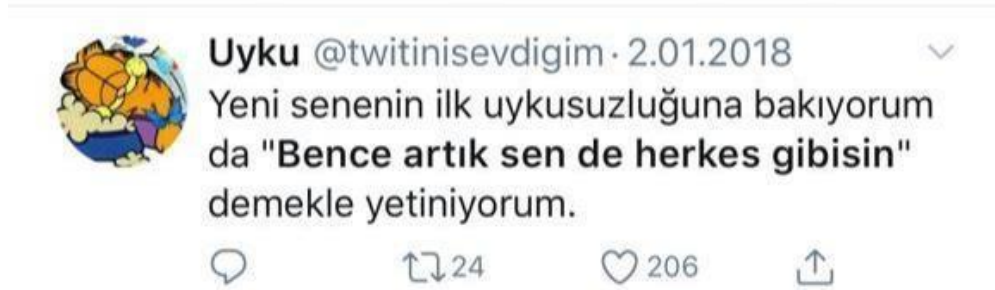 Uyku @twitinisevdigim · 2.01.2018
Yeni senenin ilk uykusuzluğuna bakıyorum
da "Bence artık sen de herkes gibisin"
demekle yetiniyorum.
24 206